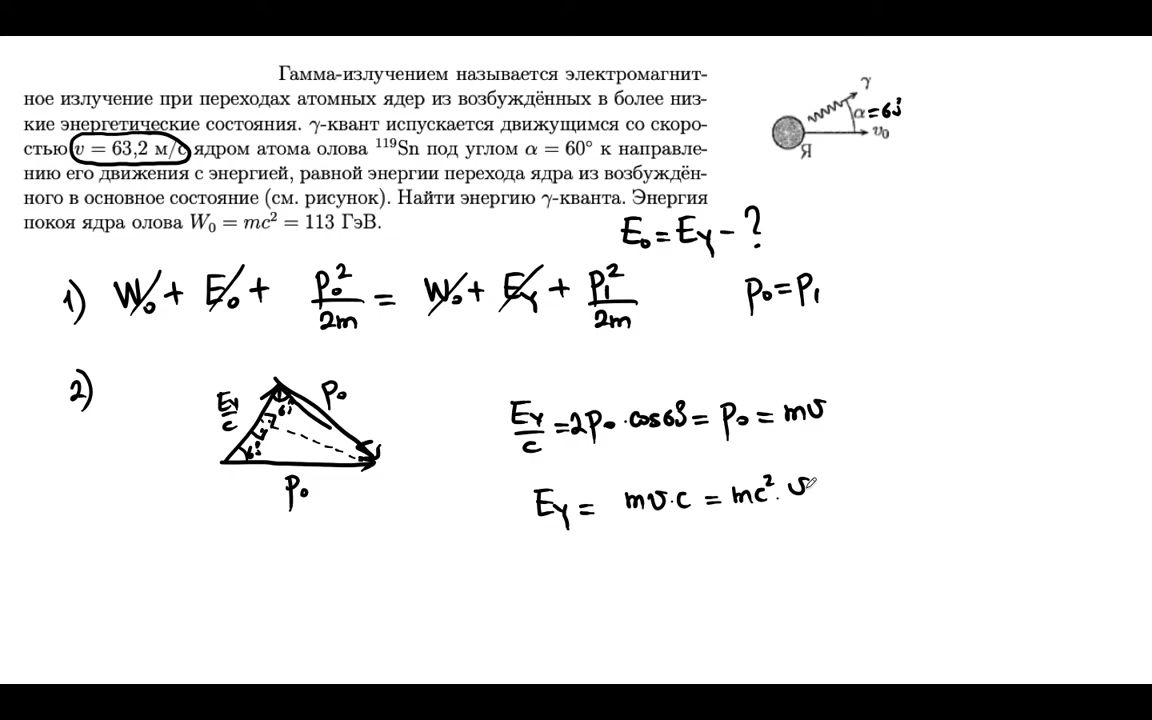 Гамма-излучением называется электромагнит-
ное излучение при переходах атомных ядер из возбуждённых в более низ-
кие энергетические состояния. γ-квант испускается движущимся со скоро-
стью v = 63,2 м/с ядром атома олова ¹¹⁹Sn под углом α = 60° к направле-
нию его движения с энергией, равной энергии перехода ядра из возбуждён-
ного в основное состояние (см. рисунок). Найти энергию γ-кванта. Энергия
покоя ядра олова W₀ = mc² = 113 ГэВ.
γ
α = 60°
v₀
Я
E₀ = Eγ - ?
1) W₀ + E₀ + p₀²/2m = W₀ + Eγ + p₁²/2m
p₀ = p₁
2)
Eγ/c
p₀
60°
60°
p₀
Eγ/c = 2p₀ · cos60° = p₀ = mv
Eγ = mv·c = mc² · v